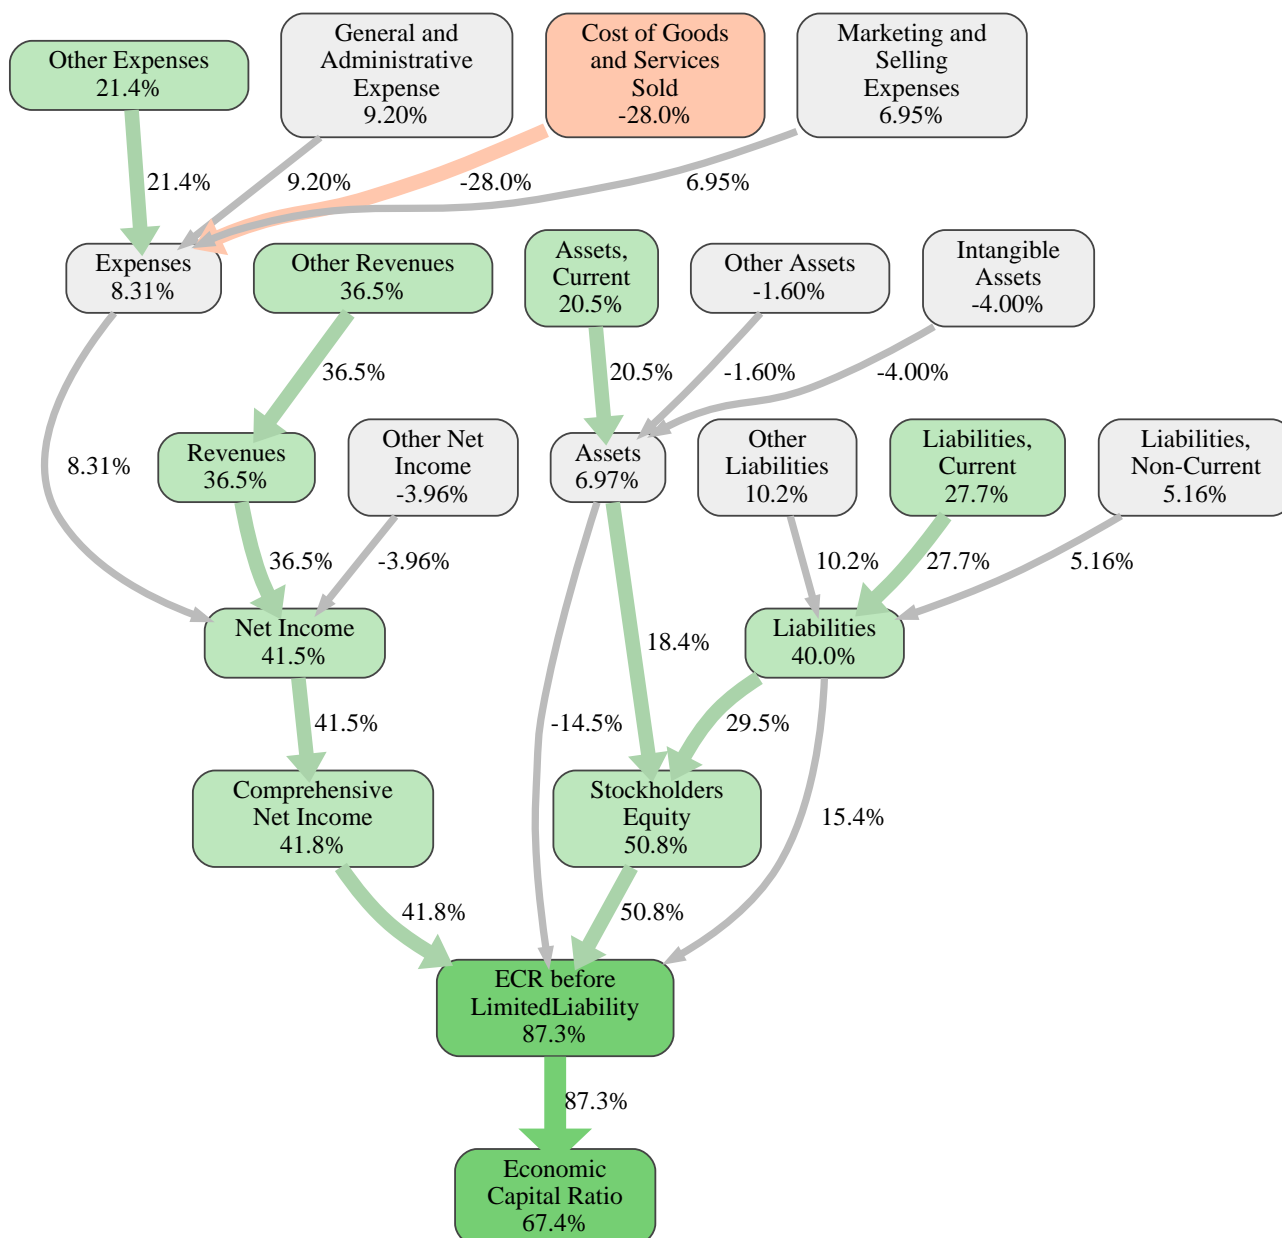 Other Expenses
21.4%
General and
Administrative
Expense
9.20%
Cost of Goods
and Services
Sold
-28.0%
Marketing and
Selling
Expenses
6.95%
21.4%
9.20%
-28.0%
6.95%
Expenses
8.31%
Other Revenues
36.5%
Assets,
Current
20.5%
Other Assets
-1.60%
Intangible
Assets
-4.00%
36.5%
20.5%
-1.60%
-4.00%
8.31%
Revenues
36.5%
Other Net
Income
-3.96%
Assets
6.97%
Other
Liabilities
10.2%
Liabilities,
Current
27.7%
Liabilities,
Non-Current
5.16%
36.5%
-3.96%
10.2%
27.7%
5.16%
Net Income
41.5%
18.4%
Liabilities
40.0%
41.5%
-14.5%
29.5%
Comprehensive
Net Income
41.8%
Stockholders
Equity
50.8%
15.4%
41.8%
50.8%
ECR before
LimitedLiability
87.3%
87.3%
Economic
Capital Ratio
67.4%